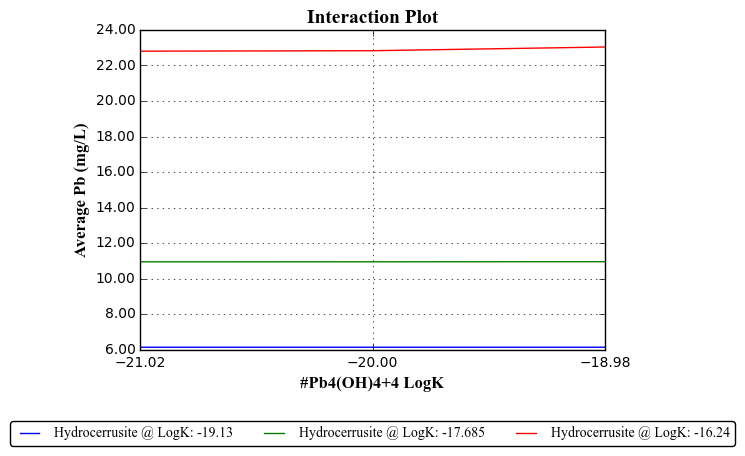 Interaction Plot
24.00
22.00
20.00
18.00
16.00
14.00
12.00
10.00
8.00
6.00
Average Pb (mg/L)
−21.02 −20.00 −18.98
#Pb4(OH)4+4 LogK
Hydrocerrusite @ LogK: -19.13 Hydrocerrusite @ LogK: -17.685 Hydrocerrusite @ LogK: -16.24